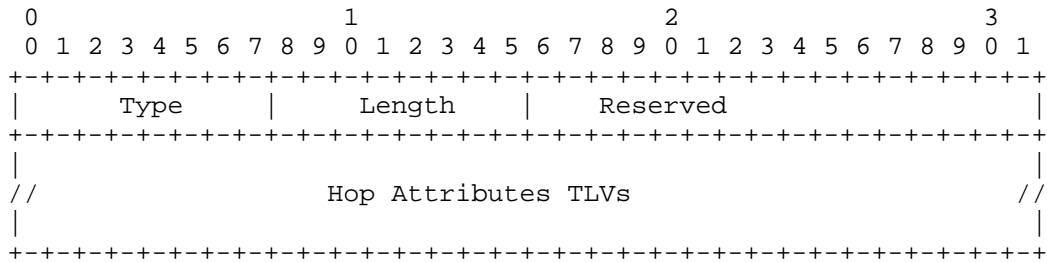 0                   1                   2                   3
 0 1 2 3 4 5 6 7 8 9 0 1 2 3 4 5 6 7 8 9 0 1 2 3 4 5 6 7 8 9 0 1
+-+-+-+-+-+-+-+-+-+-+-+-+-+-+-+-+-+-+-+-+-+-+-+-+-+-+-+-+-+-+-+-+
|      Type     |     Length    |    Reserved                   |
+-+-+-+-+-+-+-+-+-+-+-+-+-+-+-+-+-+-+-+-+-+-+-+-+-+-+-+-+-+-+-+-+
|                                                               |
//                  Hop Attributes TLVs                        //
|                                                               |
+-+-+-+-+-+-+-+-+-+-+-+-+-+-+-+-+-+-+-+-+-+-+-+-+-+-+-+-+-+-+-+-+